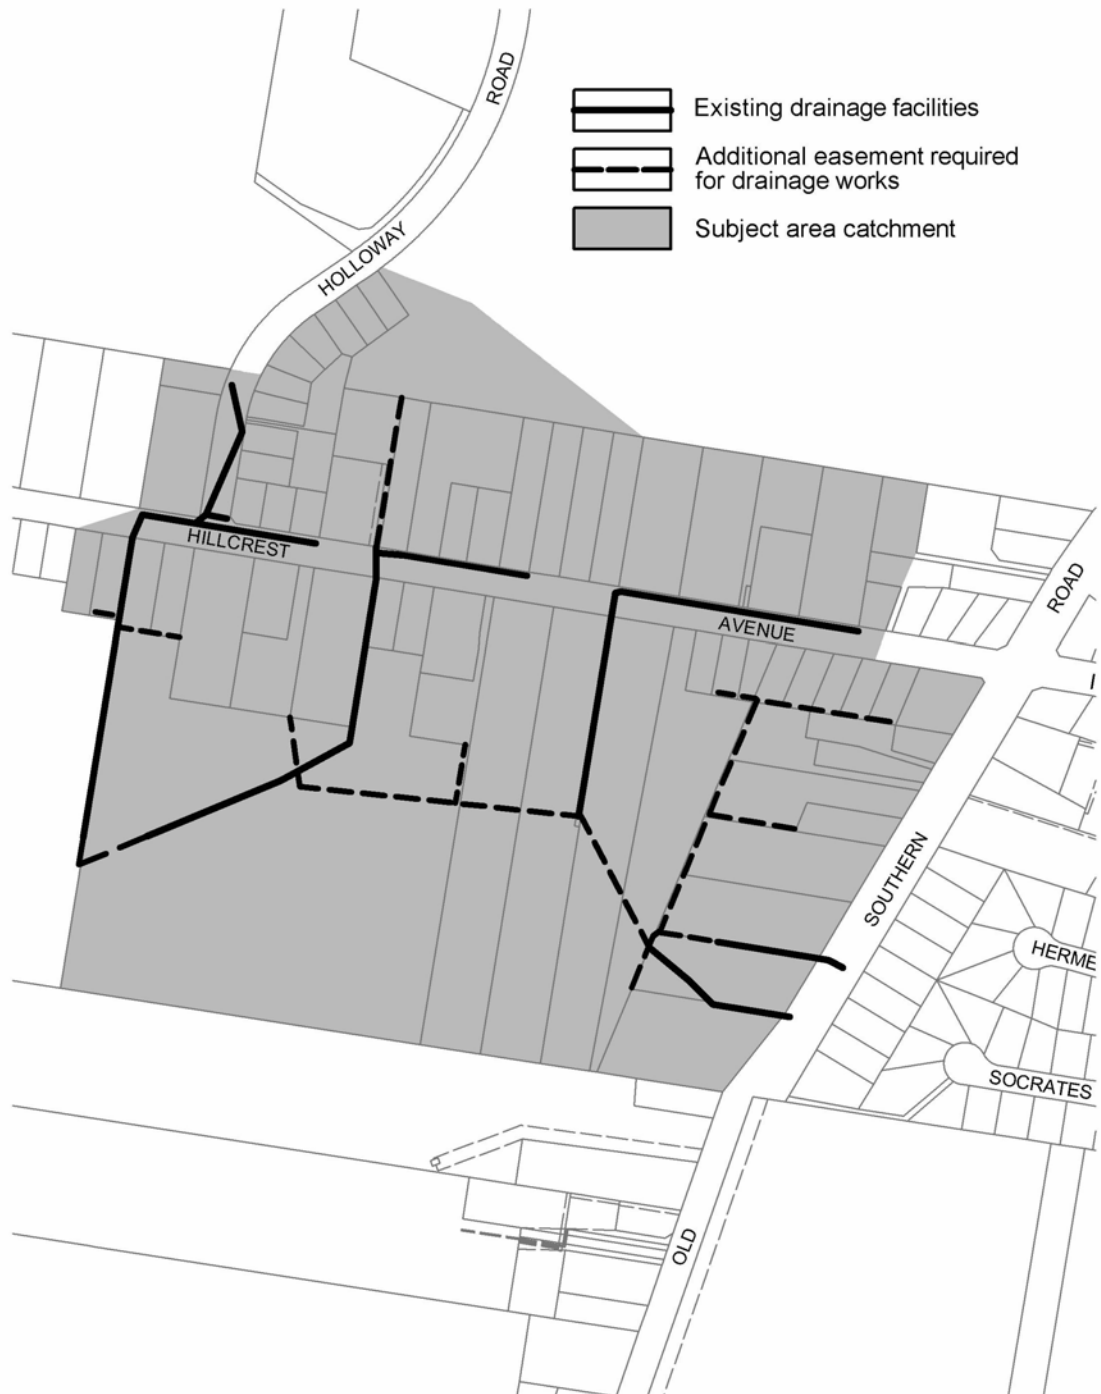 ROAD
Existing drainage facilities
Additional easement required
for drainage works
Subject area catchment
HOLLOWAY
HILLCREST
AVENUE
ROAD
I
SOUTHERN
HERME
SOCRATES
OLD